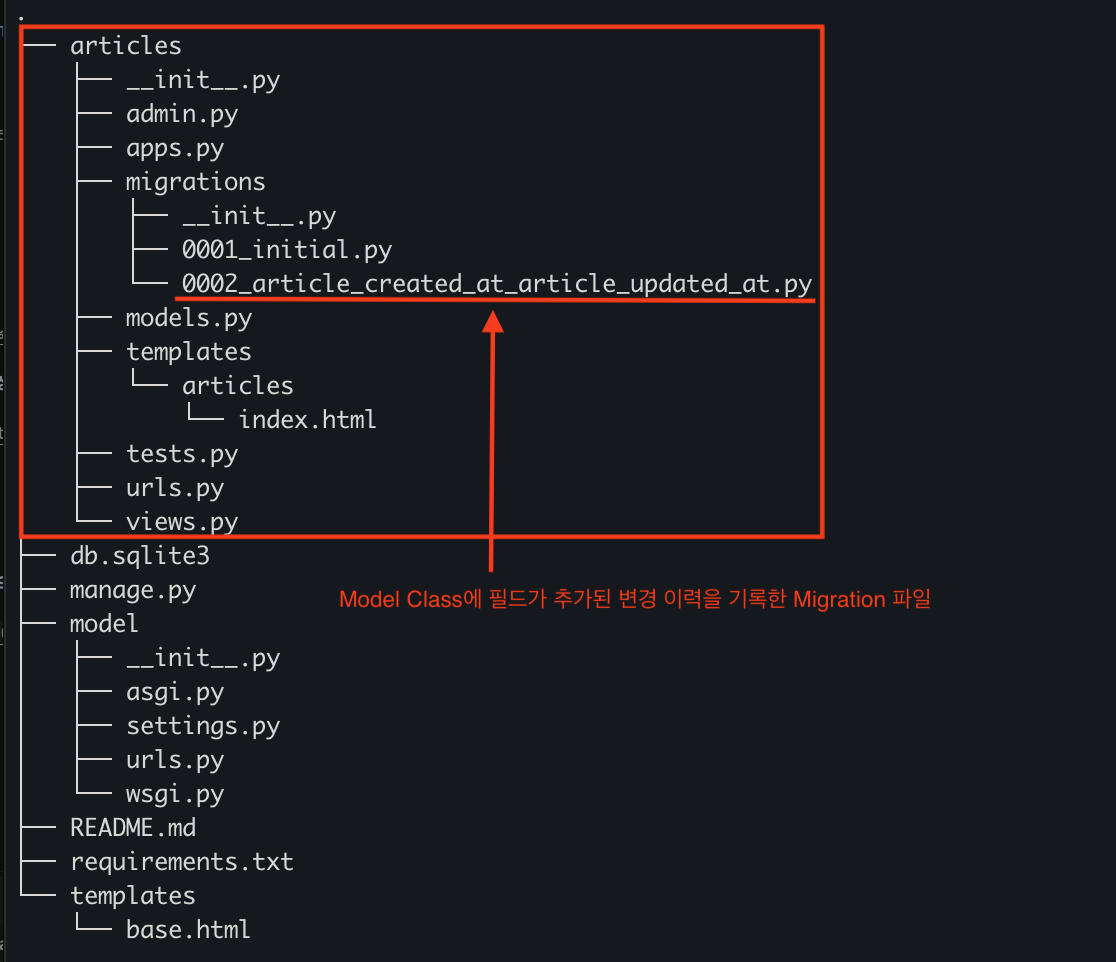 .
articles
__init__.py
admin.py
apps.py
migrations
__init__.py
0001_initial.py
0002_article_created_at_article_updated_at.py
models.py
templates
articles
index.html
tests.py
urls.py
views.py
db.sqlite3
manage.py
Model Class에 필드가 추가된 변경 이력을 기록한 Migration 파일
model
__init__.py
asgi.py
settings.py
urls.py
wsgi.py
README.md
requirements.txt
templates
base.html